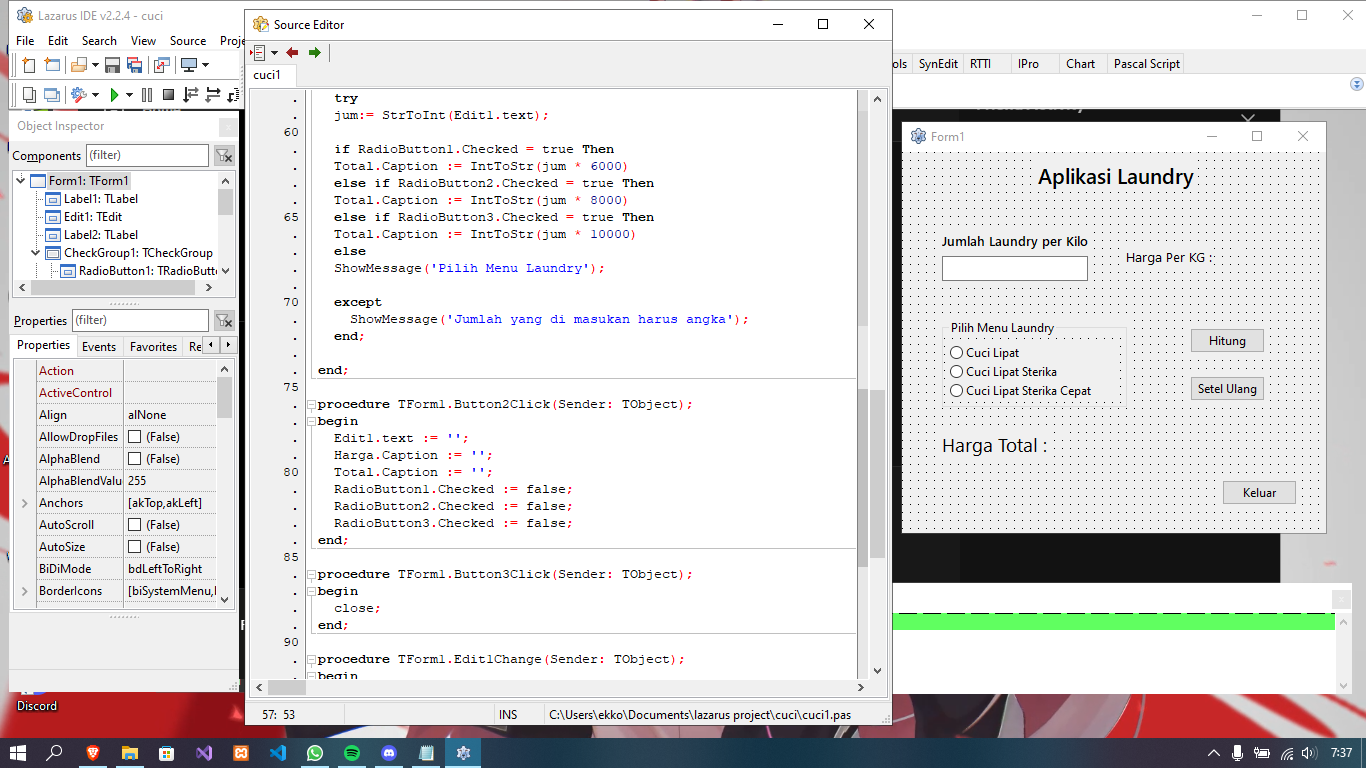 Lazarus IDE v2.2.4 - cuci
File Edit Search View Source Proje
Source Editor
cuci1
ols SynEdit RTTI IPro Chart Pascal Script
Object Inspector
Components (filter)
Form1: TForm1
Label1: TLabel
Edit1: TEdit
Label2: TLabel
CheckGroup1: TCheckGroup
RadioButton1: TRadioButto
Properties (filter)
Properties Events Favorites Re
Action
ActiveControl
Align alNone
AllowDropFiles (False)
AlphaBlend (False)
AlphaBlendValu 255
Anchors [akTop,akLeft]
AutoScroll (False)
AutoSize (False)
BiDiMode bdLeftToRight
BorderIcons [biSystemMenu,
. try
. jum:= StrToInt(Edit1.text);
60
. if RadioButton1.Checked = true Then
. Total.Caption := IntToStr(jum * 6000)
. else if RadioButton2.Checked = true Then
. Total.Caption := IntToStr(jum * 8000)
65 else if RadioButton3.Checked = true Then
. Total.Caption := IntToStr(jum * 10000)
. else
. ShowMessage('Pilih Menu Laundry');
.
70 except
. ShowMessage('Jumlah yang di masukan harus angka');
. end;
.
. end;
75
. procedure TForm1.Button2Click(Sender: TObject);
. begin
. Edit1.text := '';
. Harga.Caption := '';
80 Total.Caption := '';
. RadioButton1.Checked := false;
. RadioButton2.Checked := false;
. RadioButton3.Checked := false;
. end;
85
. procedure TForm1.Button3Click(Sender: TObject);
. begin
. close;
. end;
90
. procedure TForm1.Edit1Change(Sender: TObject);
. begin
57: 53 INS C:\Users\ekko\Documents\lazarus project\cuci\cuci1.pas
Form1
Aplikasi Laundry
Jumlah Laundry per Kilo
Harga Per KG :
Pilih Menu Laundry
Cuci Lipat
Cuci Lipat Sterika
Cuci Lipat Sterika Cepat
Hitung
Setel Ulang
Harga Total :
Keluar
Discord
7:37